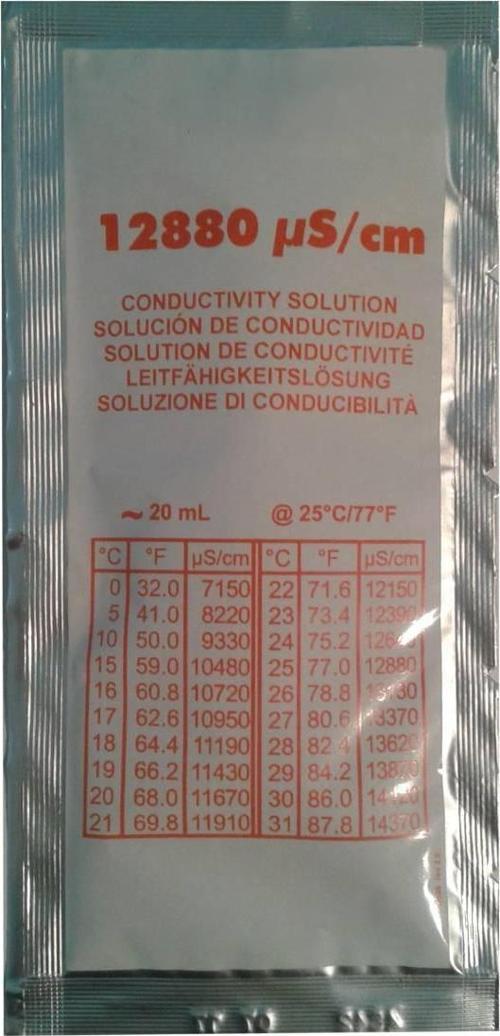 12880 µS/cm
CONDUCTIVITY SOLUTION
SOLUCIÓN DE CONDUCTIVIDAD
SOLUTION DE CONDUCTIVITÉ
LEITFÄHIGKEITSLÖSUNG
SOLUZIONE DI CONDUCIBILITÀ
~ 20 mL @ 25°C/77°F
°C °F µS/cm °C °F µS/cm
0 32.0 7150 22 71.6 12150
5 41.0 8220 23 73.4 12390
10 50.0 9330 24 75.2
15 59.0 10480 25 77.0 12880
16 60.8 10720 26 78.8
17 62.6 10950 27 80.6 13370
18 64.4 11190 28 82.4 13620
19 66.2 11430 29 84.2 13870
20 68.0 11670 30 86.0
21 69.8 11910 31 87.8 14370